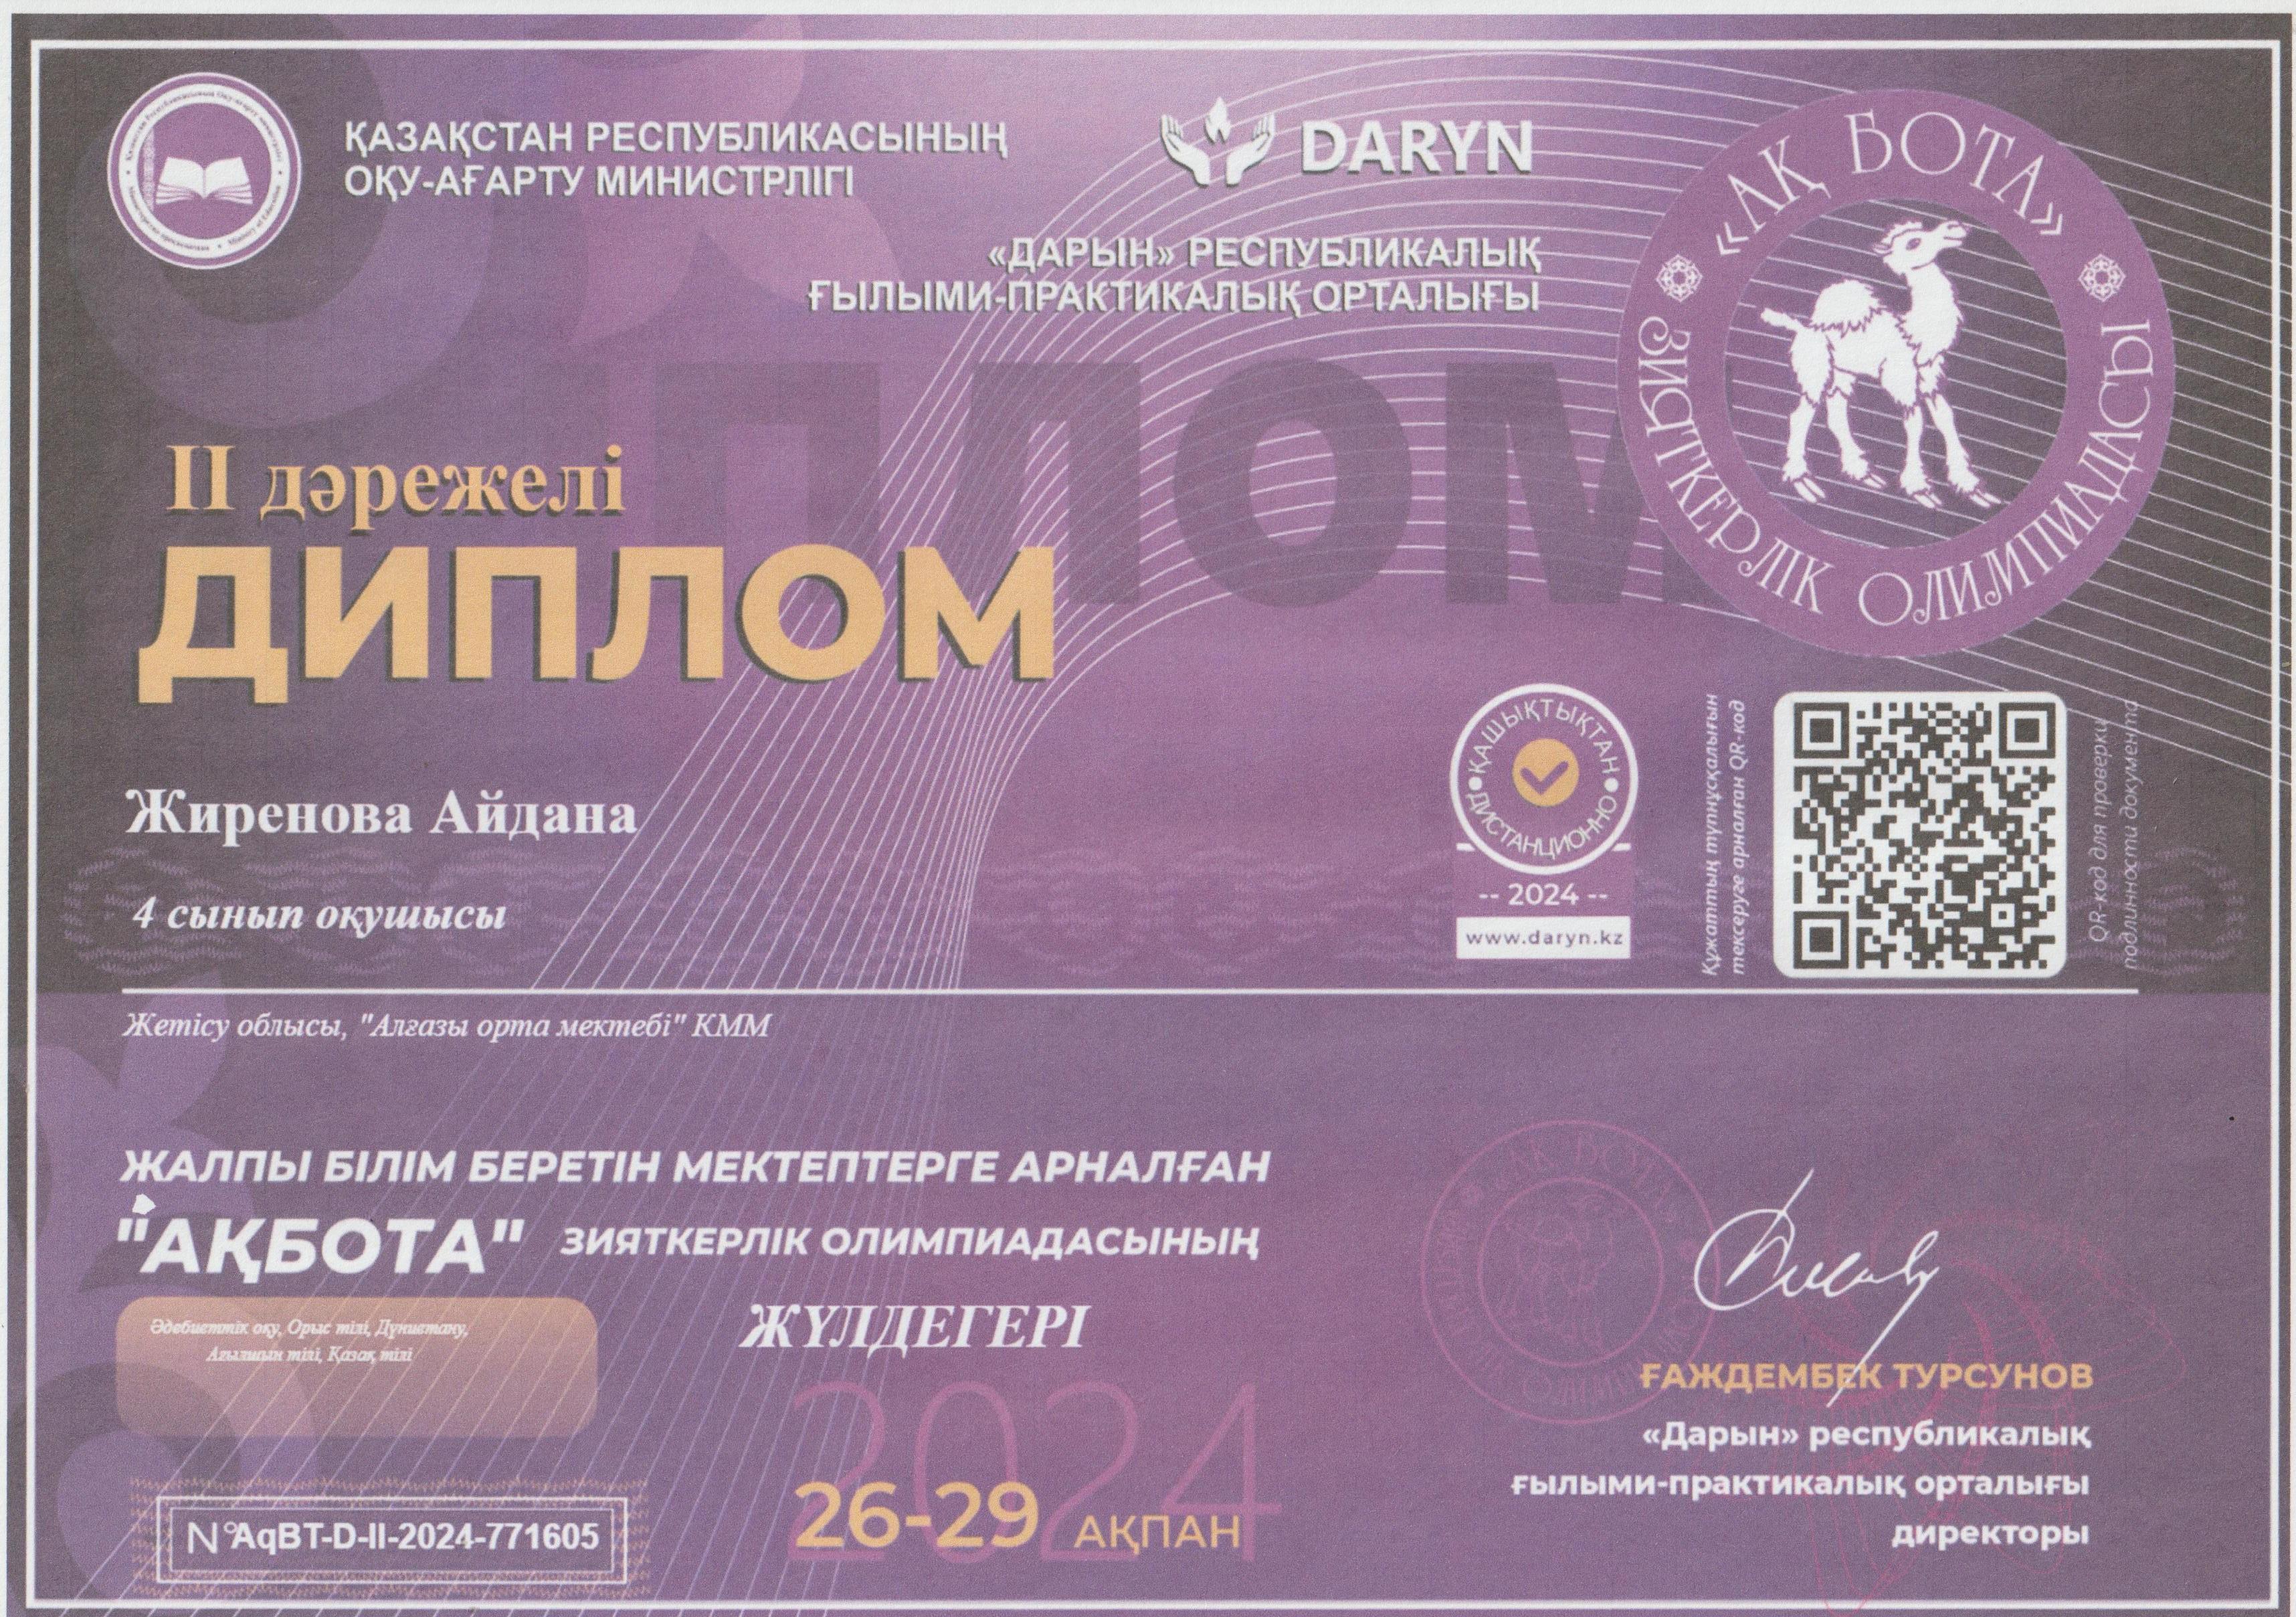 ҚАЗАҚСТАН РЕСПУБЛИКАСЫНЫҢ
ОҚУ-АҒАРТУ МИНИСТРЛІГІ
DARYN
«ДАРЫН» РЕСПУБЛИКАЛЫҚ
ҒЫЛЫМИ-ПРАКТИКАЛЫҚ ОРТАЛЫҒЫ
«АҚ БОТА»
ЗИЯТКЕРЛІК ОЛИМПИАДАСЫ
II дәрежелі
ДИПЛОМ
Жиренова Айдана
4 сынып оқушысы
ҚАШЫҚТЫҚТАН
ДИСТАНЦИОННО
-- 2024 --
www.daryn.kz
Құжаттың түпнұсқалығын
тексеруге арналған QR-код
QR-код для проверки
подлинности документа
Жетісу облысы, "Алғазы орта мектебі" КММ
ЖАЛПЫ БІЛІМ БЕРЕТІН МЕКТЕПТЕРГЕ АРНАЛҒАН
"АҚБОТА" ЗИЯТКЕРЛІК ОЛИМПИАДАСЫНЫҢ
ЖҮЛДЕГЕРІ
Әдебиеттік оқу, Орыс тілі, Дүниетану,
Ағылшын тілі, Қазақ тілі
2024
26-29 АҚПАН
N°AqBT-D-II-2024-771605
ҒАЖДЕМБЕК ТУРСУНОВ
«Дарын» республикалық
ғылыми-практикалық орталығы
директоры